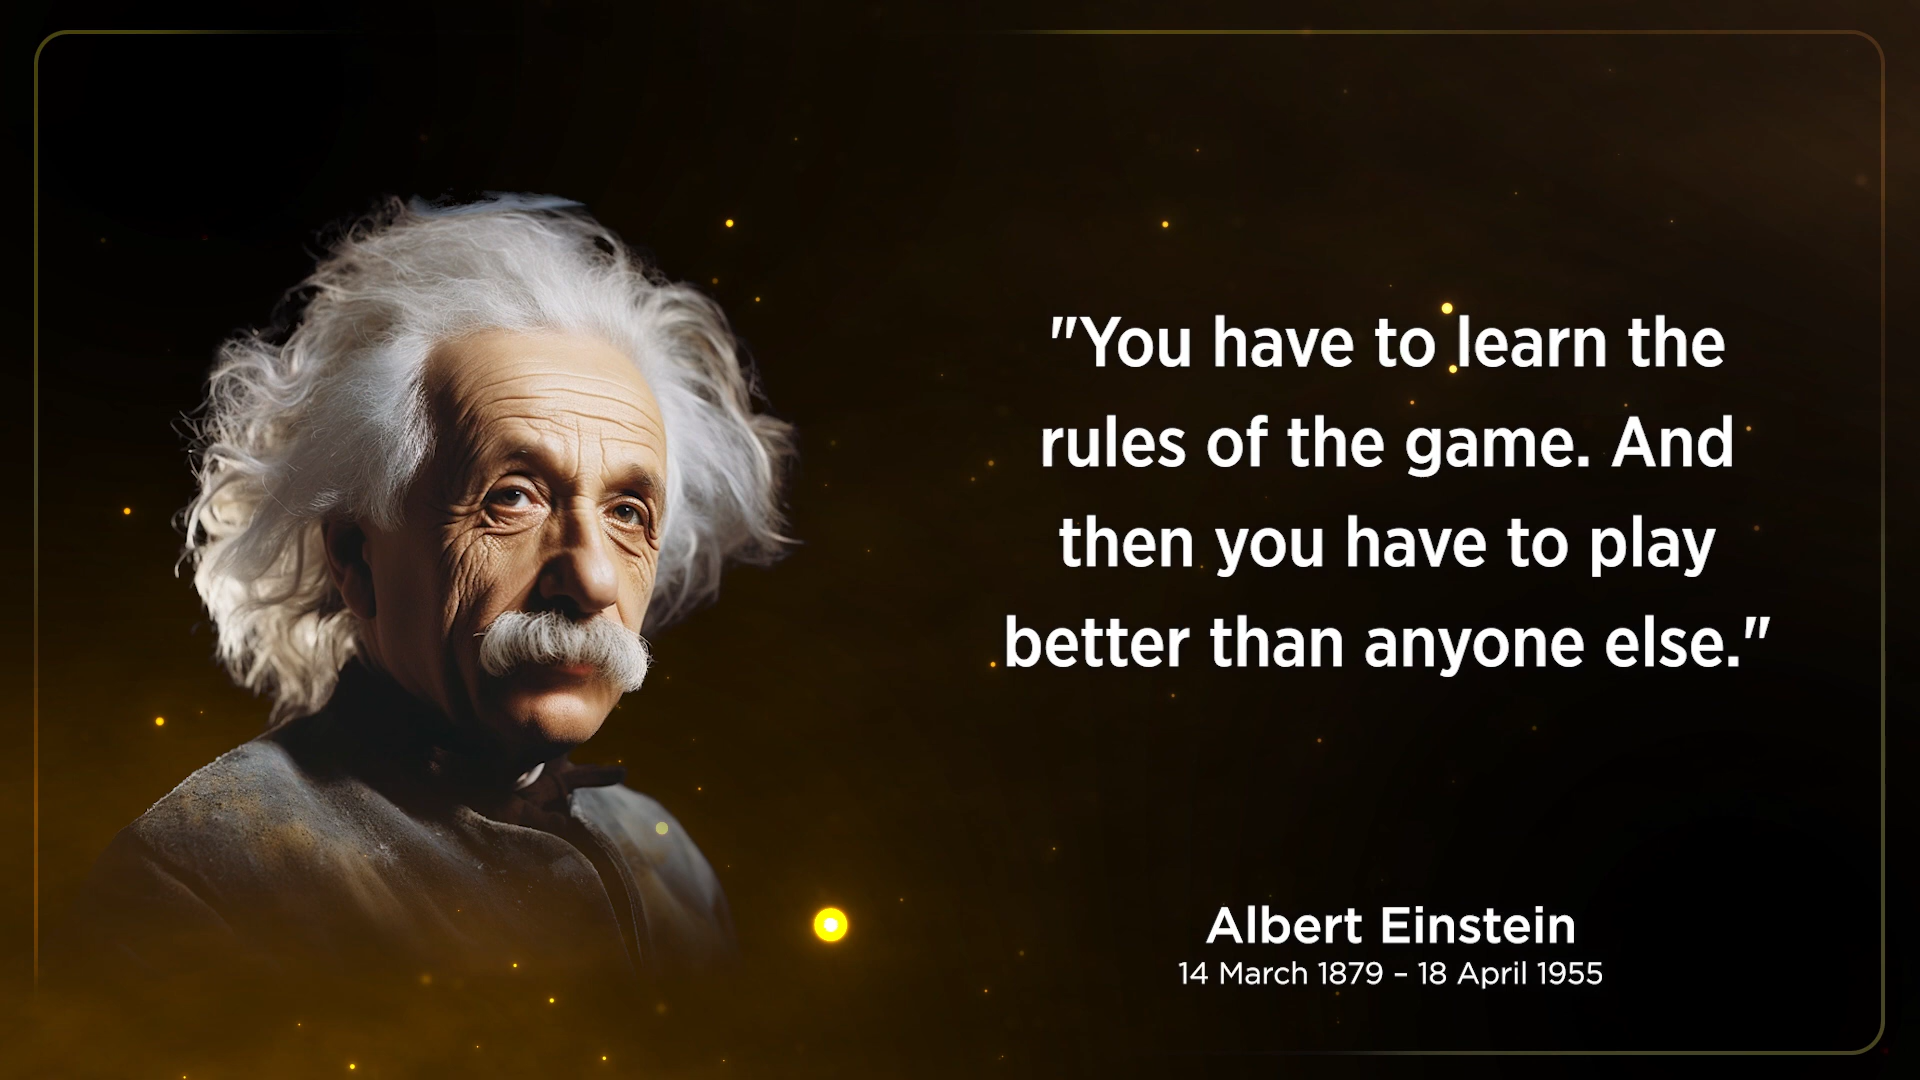 "You have to learn the
rules of the game. And
then you have to play
better than anyone else."
Albert Einstein
14 March 1879 – 18 April 1955